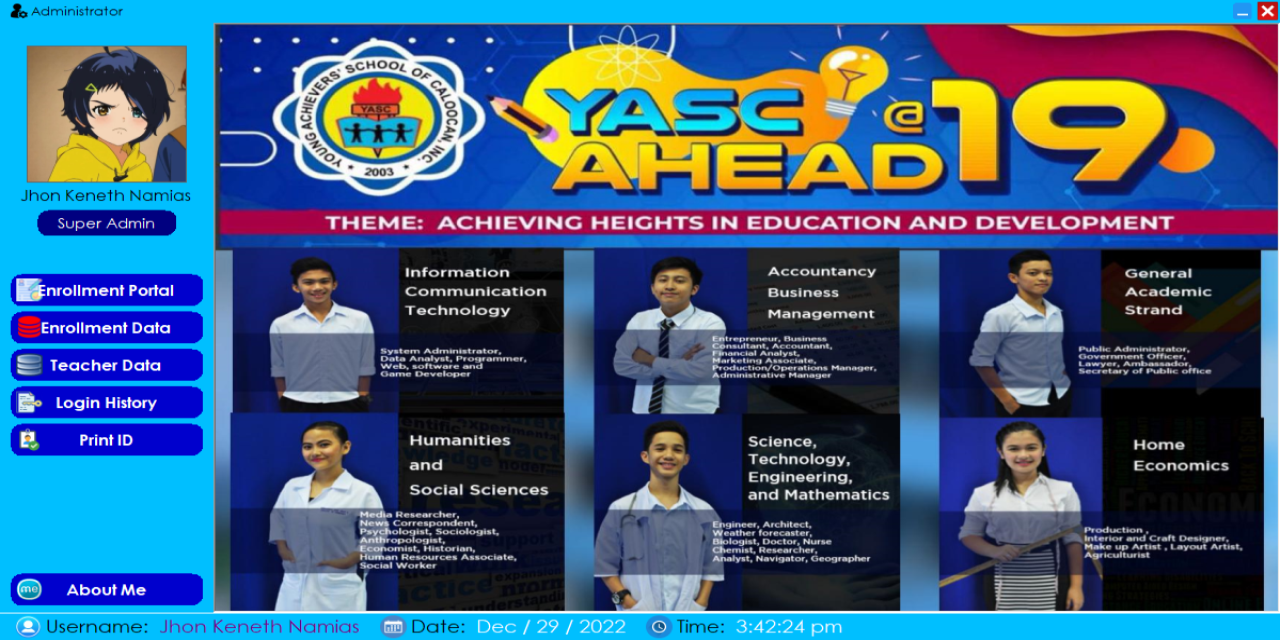 Administrator
Jhon Keneth Namias
Super Admin
Enrollment Portal
Enrollment Data
Teacher Data
Login History
Print ID
About Me
YOUNG ACHIEVERS' SCHOOL OF CALOOCAN, INC.
YASC
2003
YASC @ 19
AHEAD
THEME: ACHIEVING HEIGHTS IN EDUCATION AND DEVELOPMENT
Information
Communication
Technology
System Administrator,
Data Analyst, Programmer,
Web, software and
Game Developer
Accountancy
Business
Management
Entrepreneur, Business
Consultant, Accountant,
Financial Analyst,
Marketing Associate,
Production/Operations Manager,
Administrative Manager
General
Academic
Strand
Public Administrator,
Government Officer,
Lawyer, Ambassador,
Secretary of Public office
Humanities
and
Social Sciences
Media Researcher,
News Correspondent,
Psychologist, Sociologist,
Anthropologist,
Economist, Historian,
Human Resources Associate,
Social Worker
Science,
Technology,
Engineering,
and Mathematics
Engineer, Architect,
Weather forecaster,
Biologist, Doctor, Nurse
Chemist, Researcher,
Analyst, Navigator, Geographer
Home
Economics
Production ,
Interior and Craft Designer,
Make up Artist , Layout Artist,
Agriculturist
Username: Jhon Keneth Namias Date: Dec / 29 / 2022 Time: 3:42:24 pm